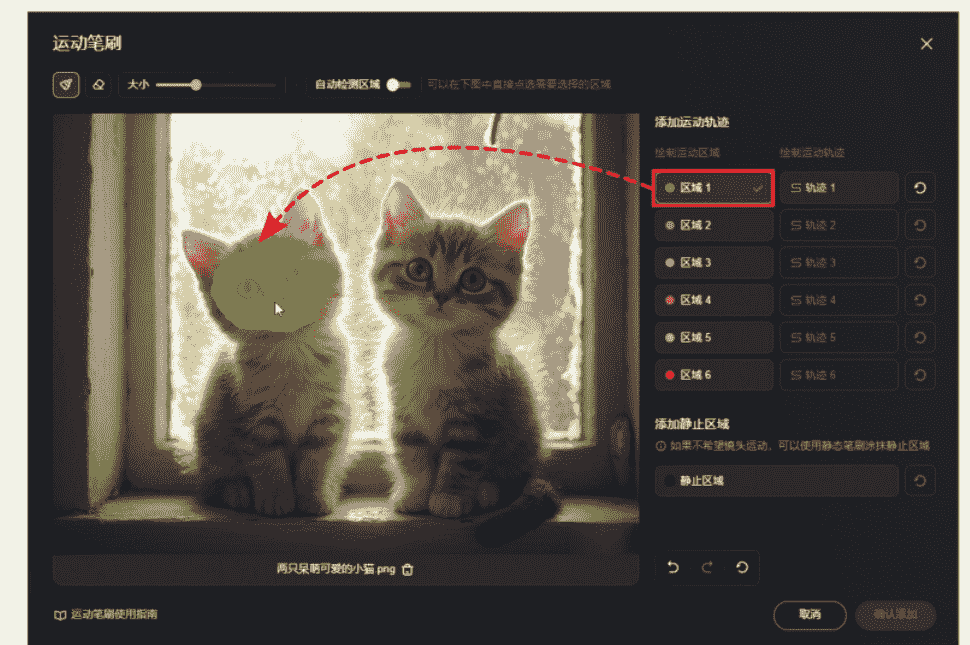 运动笔刷
大小
自动检测区域
可以在下图中直接点选需要选择的区域
添加运动轨迹
绘制运动区域 绘制运动轨迹
区域 1 轨迹 1
区域 2 轨迹 2
区域 3 轨迹 3
区域 4 轨迹 4
区域 5 轨迹 5
区域 6 轨迹 6
添加静止区域
如果不希望镜头运动，可以使用静态笔刷涂抹静止区域
静止区域
两只呆萌可爱的小猫.png
运动笔刷使用指南
取消 确认添加